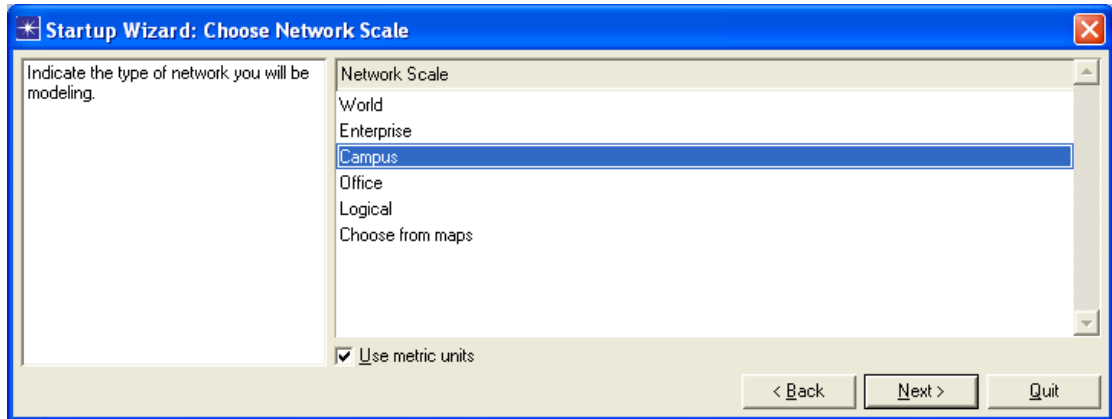 Startup Wizard: Choose Network Scale
Indicate the type of network you will be
modeling.
Network Scale
World
Enterprise
Campus
Office
Logical
Choose from maps
Use metric units
< Back
Next >
Quit